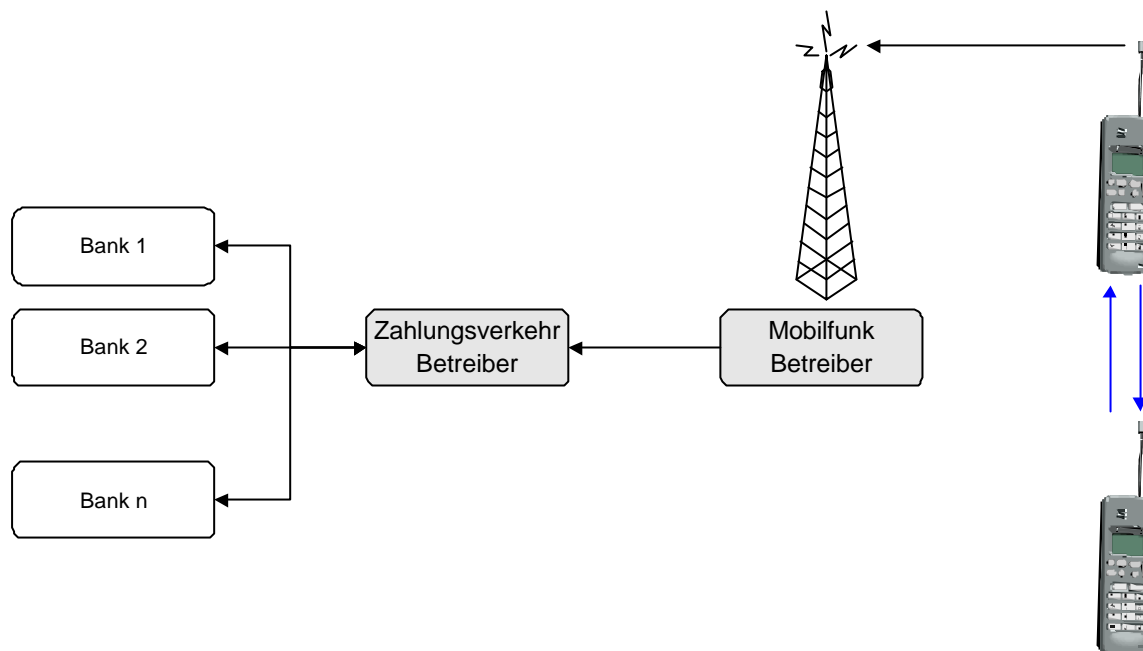 Bank 1
Bank 2
Bank n
Zahlungsverkehr
Betreiber
Mobilfunk
Betreiber